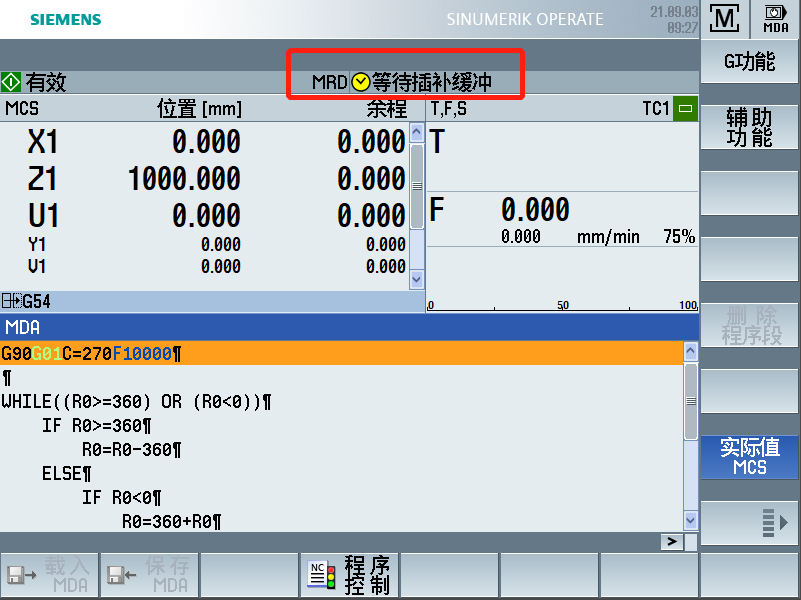 SIEMENS
SINUMERIK OPERATE
21.09.03
09:27
M
MDA
有效
MRD 等待插补缓冲
MCS 位置 [mm] 余程
T,F,S TC1
X1 0.000 0.000
Z1 1000.000 0.000
U1 0.000 0.000
Y1 0.000 0.000
V1 0.000 0.000
T
F 0.000
0.000 mm/min 75%
G54
0 50 100
MDA
G90G01C=270F10000¶
¶
WHILE((R0>=360) OR (R0<0))¶
IF R0>=360¶
R0=R0-360¶
ELSE¶
IF R0<0¶
R0=360+R0¶
>
G功能
辅助
功能
删除
程序段
实际值
MCS
载入
MDA
保存
MDA
NC
程序
控制